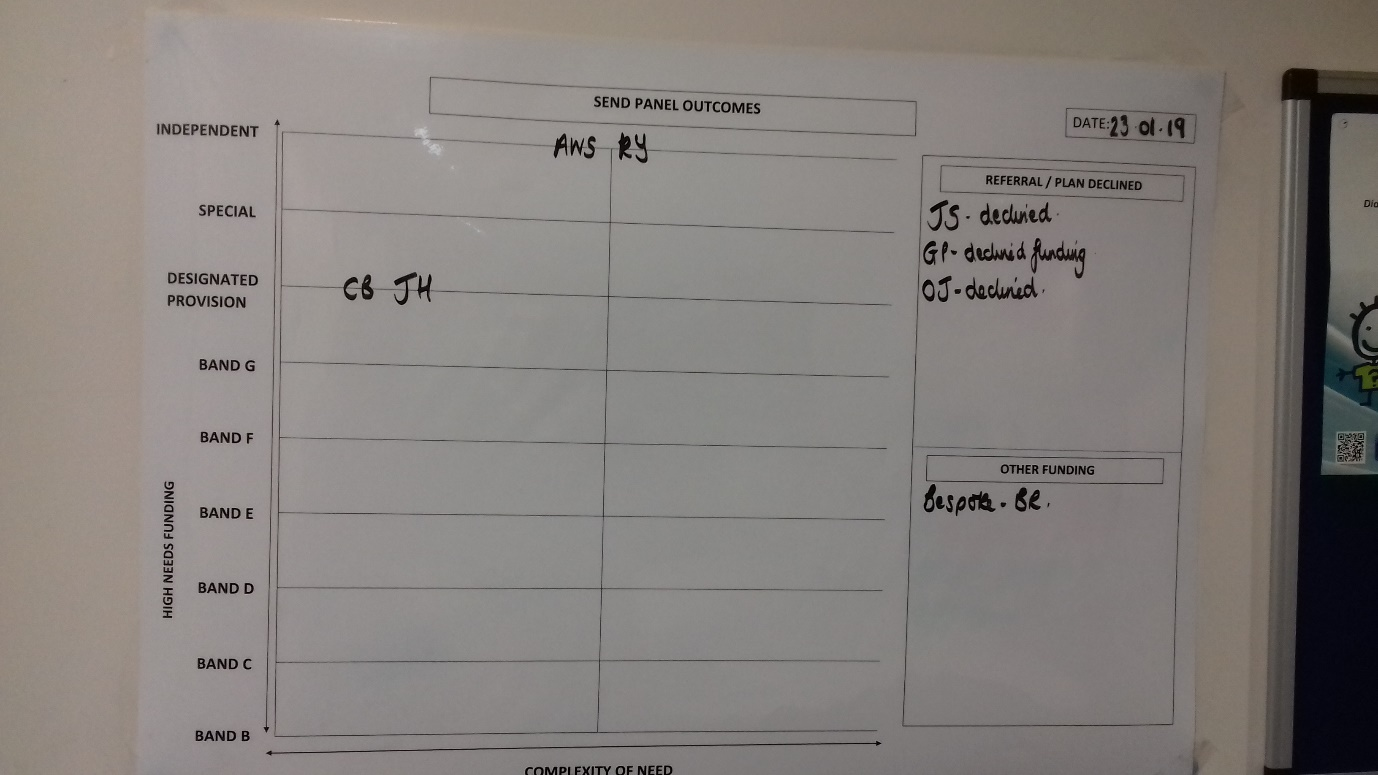 SEND PANEL OUTCOMES
DATE: 23.01.19
INDEPENDENT
AWS RY
SPECIAL
DESIGNATED
PROVISION
CB JH
BAND G
BAND F
BAND E
BAND D
BAND C
BAND B
HIGH NEEDS FUNDING
COMPLEXITY OF NEED
REFERRAL / PLAN DECLINED
JS - declined.
GP - declined funding
OJ - declined.
OTHER FUNDING
Bespoke - BR.